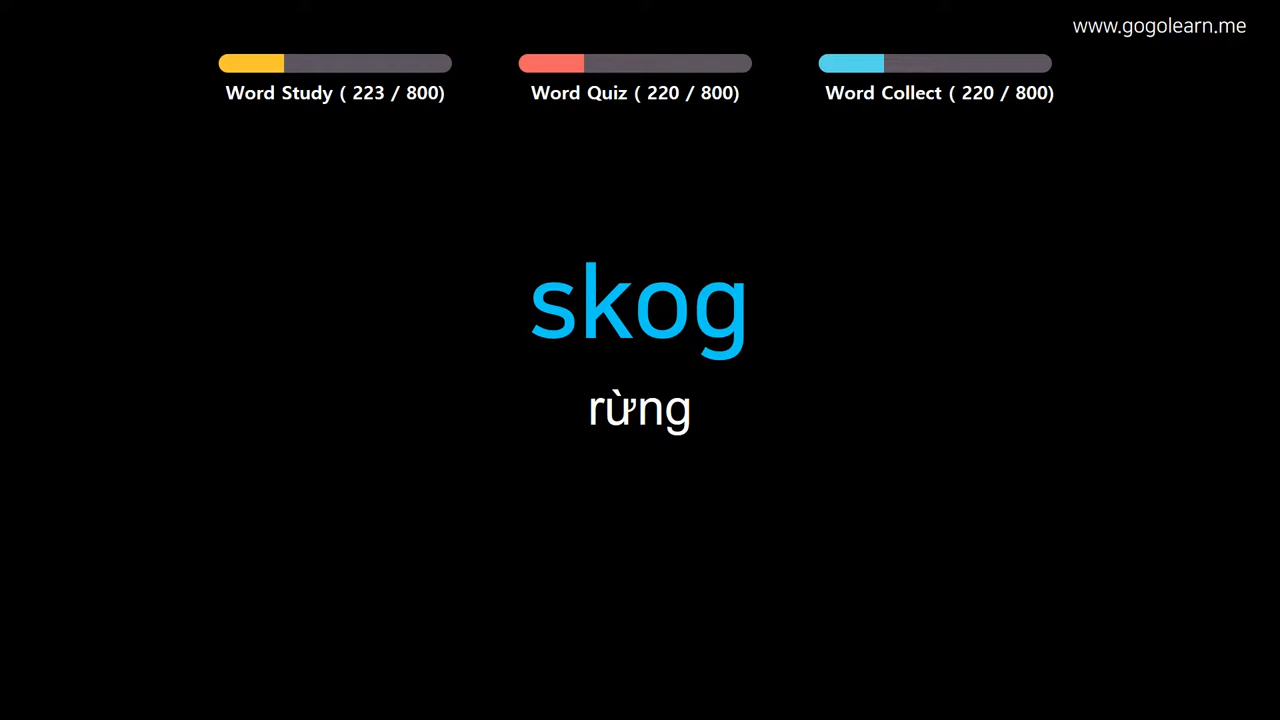 www.gogolearn.me
Word Study ( 223 / 800)
Word Quiz ( 220 / 800)
Word Collect ( 220 / 800)
skog
rừng